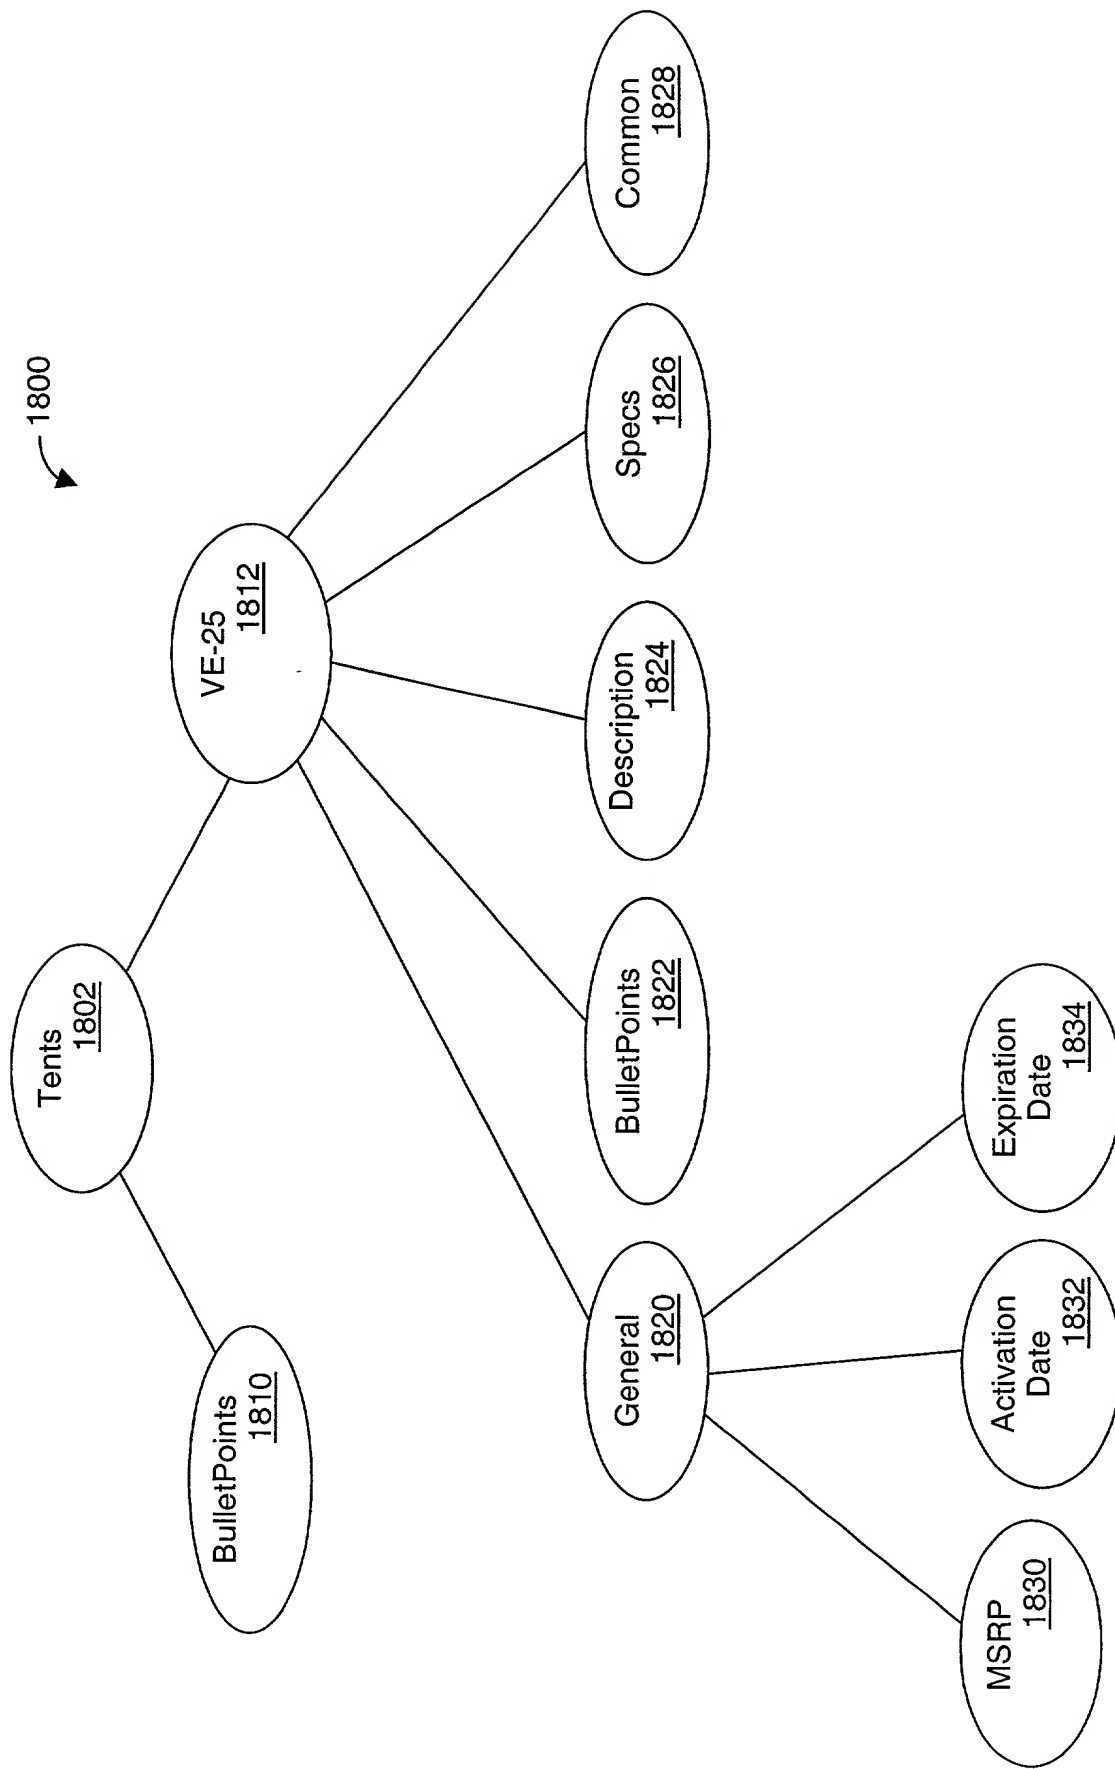 1800
Tents
1802
BulletPoints
1810
VE-25
1812
General
1820
BulletPoints
1822
Description
1824
Specs
1826
Common
1828
MSRP
1830
Activation
Date
1832
Expiration
Date
1834